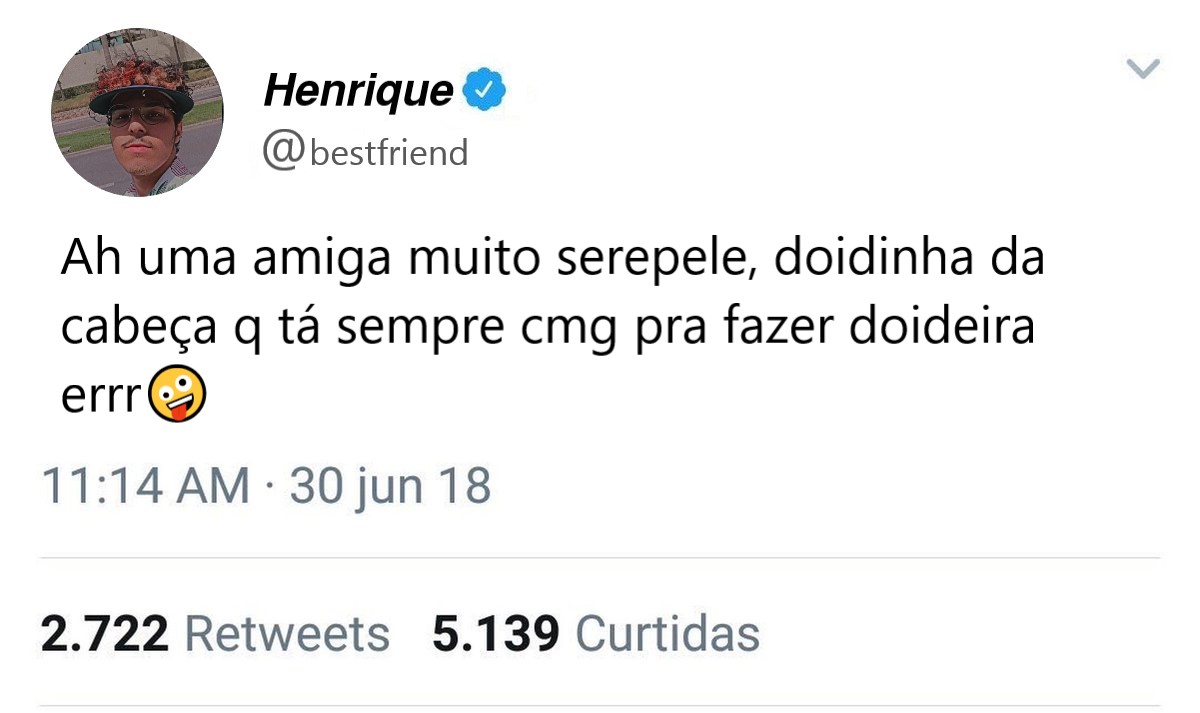 Henrique
@bestfriend
Ah uma amiga muito serepele, doidinha da
cabeça q tá sempre cmg pra fazer doideira
errr🤪
11:14 AM · 30 jun 18
2.722 Retweets 5.139 Curtidas